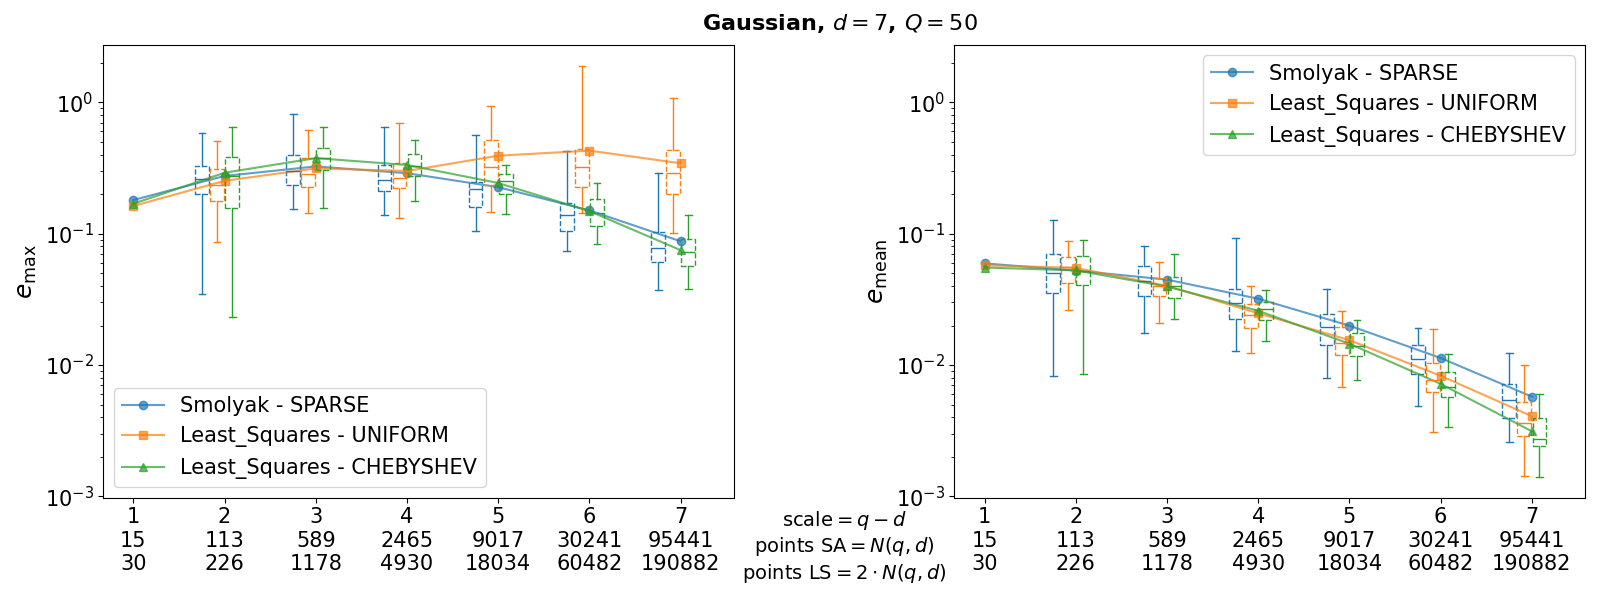 Gaussian, d = 7, Q = 50
10⁰
10⁻¹
10⁻²
10⁻³
e_max
Smolyak - SPARSE
Least_Squares - UNIFORM
Least_Squares - CHEBYSHEV
1 2 3 4 5 6 7
15 113 589 2465 9017 30241 95441
30 226 1178 4930 18034 60482 190882
scale = q − d
points SA = N(q, d)
points LS = 2 · N(q, d)
10⁰
10⁻¹
10⁻²
10⁻³
e_mean
Smolyak - SPARSE
Least_Squares - UNIFORM
Least_Squares - CHEBYSHEV
1 2 3 4 5 6 7
15 113 589 2465 9017 30241 95441
30 226 1178 4930 18034 60482 190882